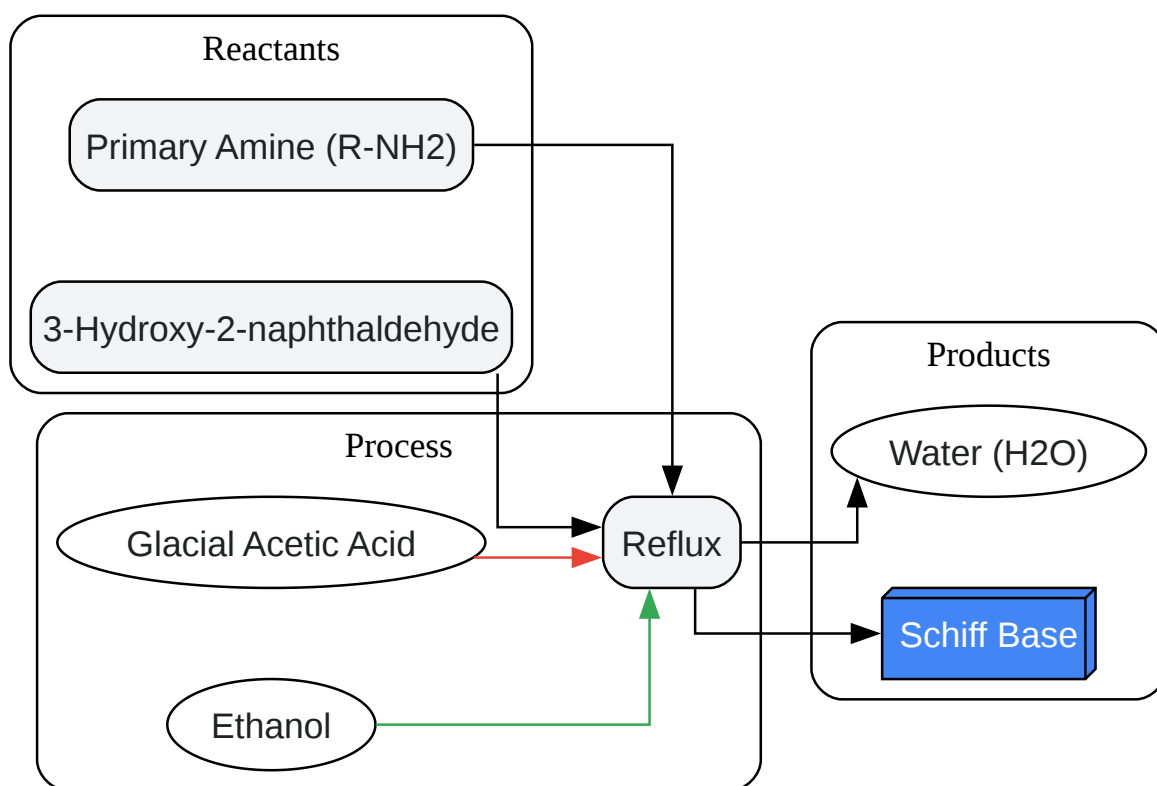 Reactants
Primary Amine (R-NH2)
3-Hydroxy-2-naphthaldehyde
Process
Glacial Acetic Acid
Reflux
Ethanol
Products
Water (H2O)
Schiff Base